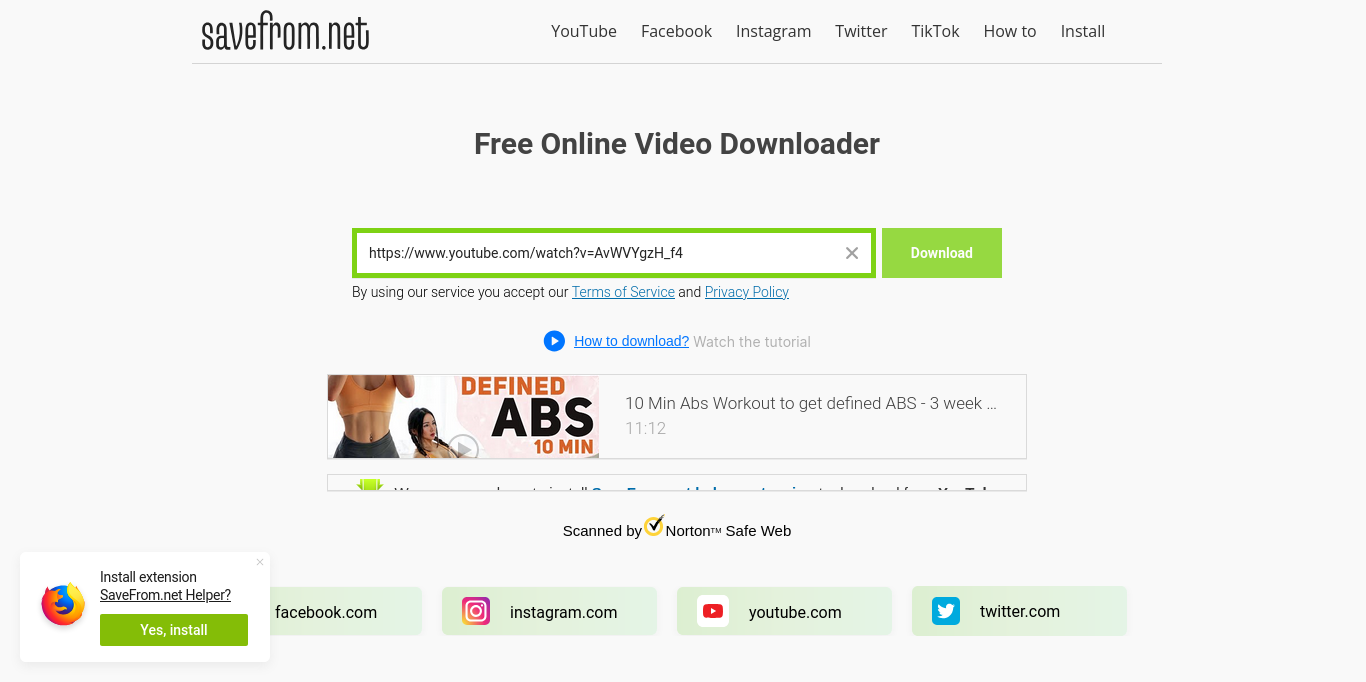 savefrom.net
YouTube Facebook Instagram Twitter TikTok How to Install
Free Online Video Downloader
https://www.youtube.com/watch?v=AvWVYgzH_f4
Download
By using our service you accept our Terms of Service and Privacy Policy
How to download? Watch the tutorial
DEFINED
ABS
10 MIN
10 Min Abs Workout to get defined ABS - 3 week ...
11:12
Scanned by Norton™ Safe Web
Install extension
SaveFrom.net Helper?
Yes, install
facebook.com
instagram.com
youtube.com
twitter.com